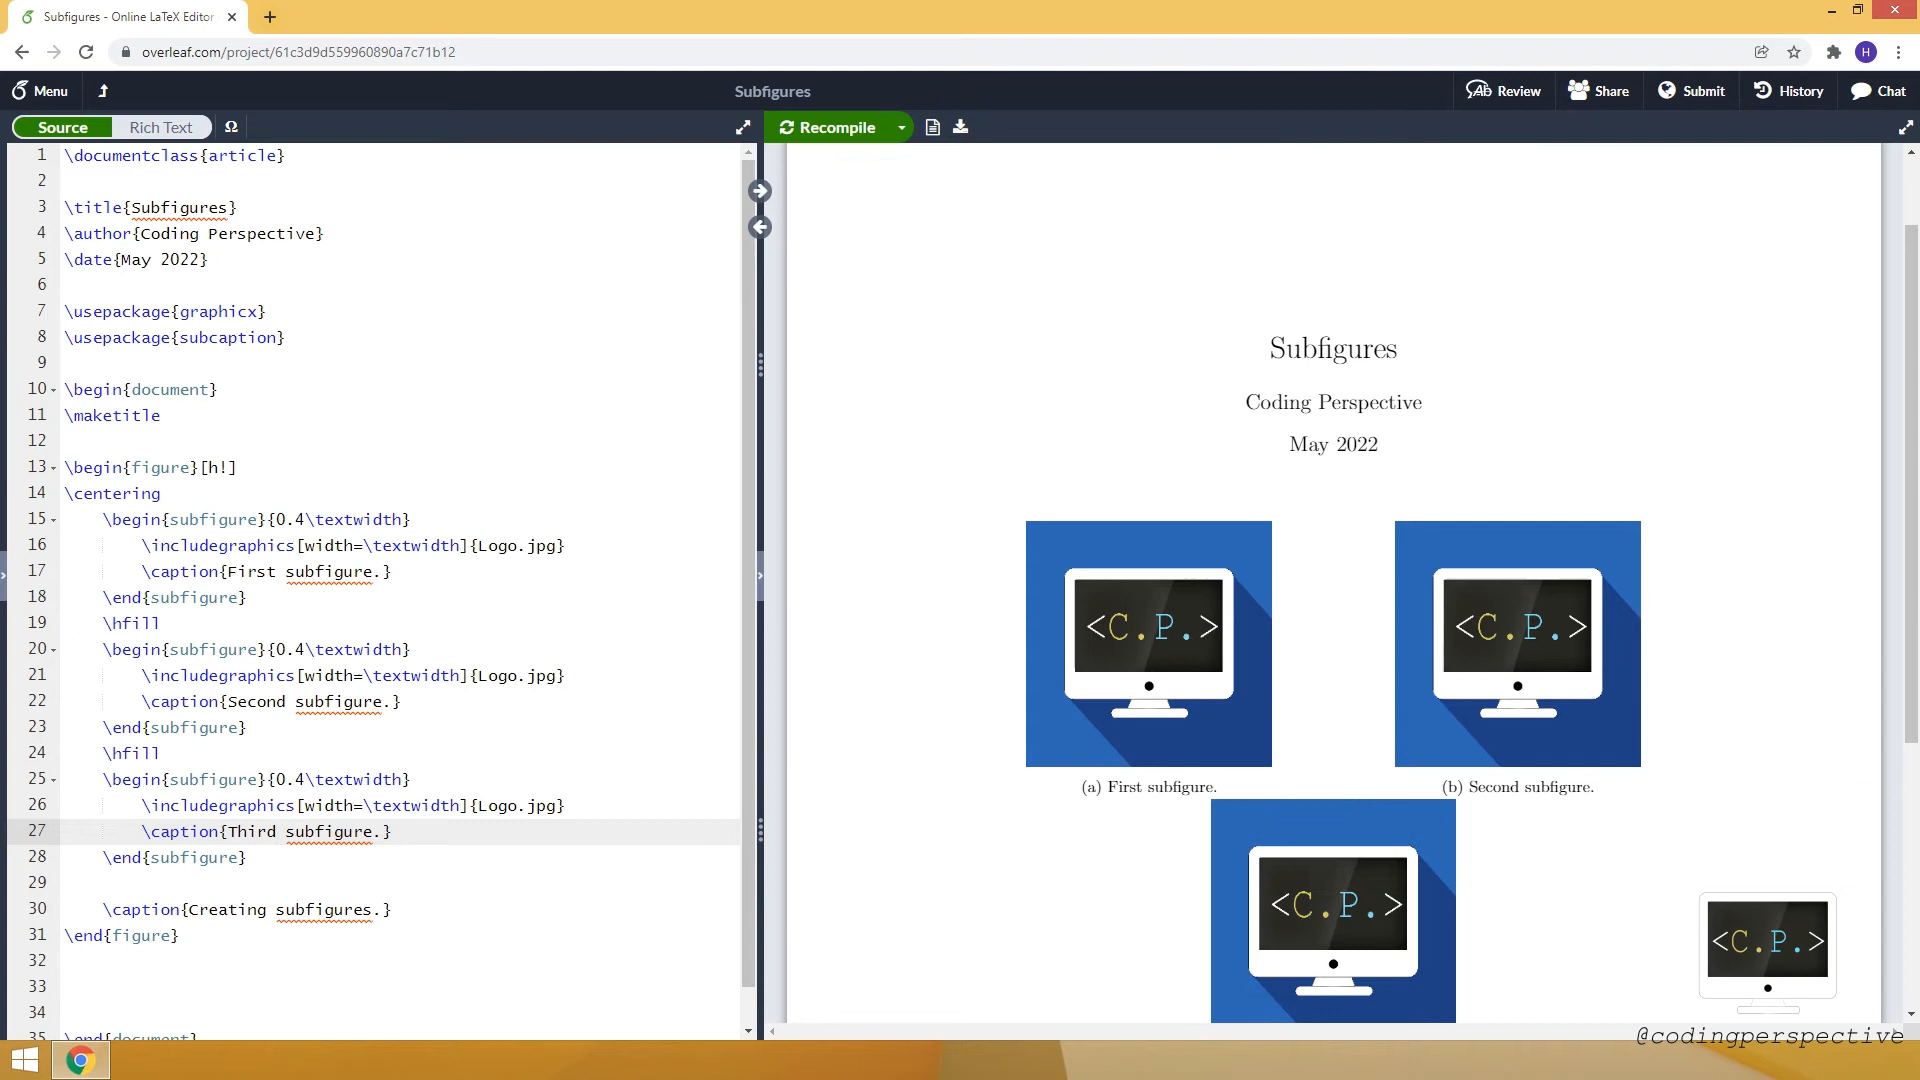 Subfigures - Online LaTeX Editor
overleaf.com/project/61c3d9d559960890a7c71b12
H
Menu
Subfigures
Review
Share
Submit
History
Chat
Source
Rich Text
Ω
Recompile
1 \documentclass{article}
2
3 \title{Subfigures}
4 \author{Coding Perspective}
5 \date{May 2022}
6
7 \usepackage{graphicx}
8 \usepackage{subcaption}
9
10 \begin{document}
11 \maketitle
12
13 \begin{figure}[h!]
14 \centering
15 \begin{subfigure}{0.4\textwidth}
16 \includegraphics[width=\textwidth]{Logo.jpg}
17 \caption{First subfigure.}
18 \end{subfigure}
19 \hfill
20 \begin{subfigure}{0.4\textwidth}
21 \includegraphics[width=\textwidth]{Logo.jpg}
22 \caption{Second subfigure.}
23 \end{subfigure}
24 \hfill
25 \begin{subfigure}{0.4\textwidth}
26 \includegraphics[width=\textwidth]{Logo.jpg}
27 \caption{Third subfigure.}
28 \end{subfigure}
29
30 \caption{Creating subfigures.}
31 \end{figure}
32
33
34
35 \end{document}
Subfigures
Coding Perspective
May 2022
<C.P.>
<C.P.>
(a) First subfigure.
(b) Second subfigure.
<C.P.>
<C.P.>
@codingperspective